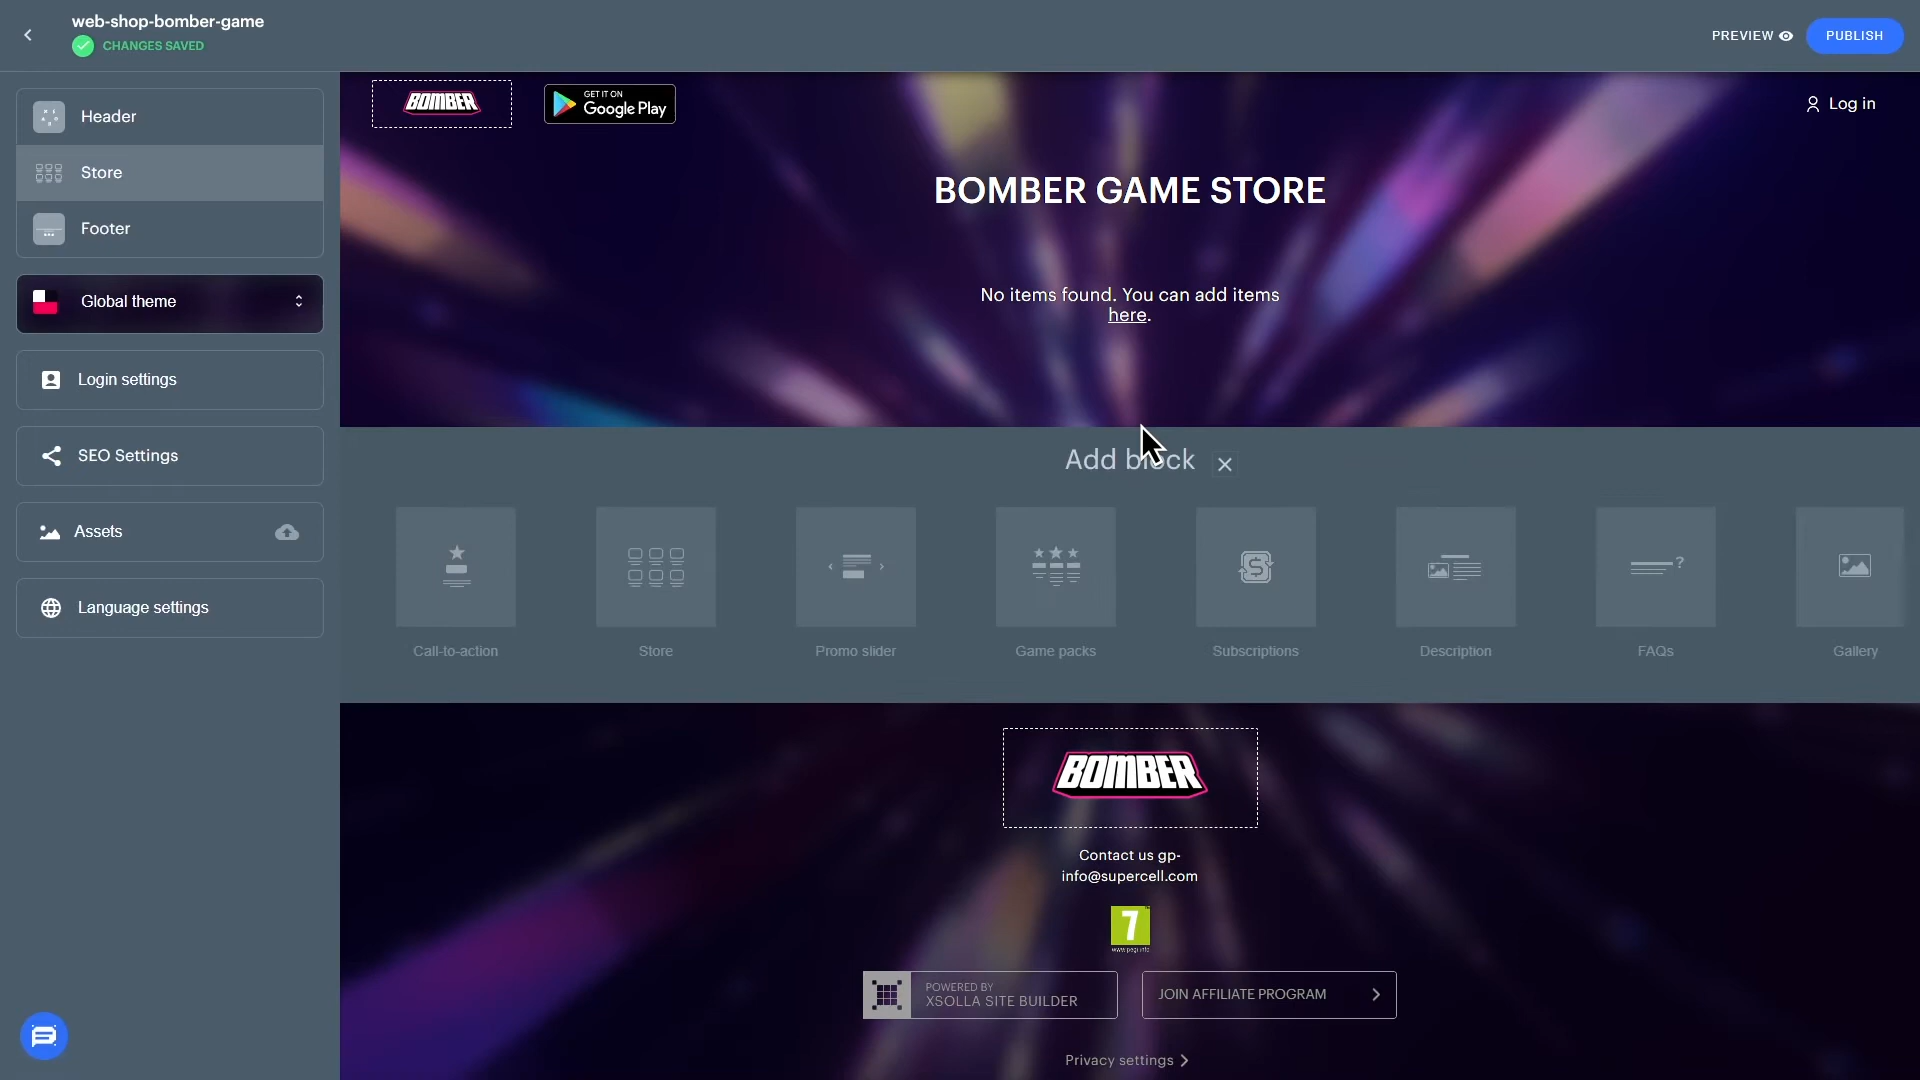 web-shop-bomber-game
CHANGES SAVED
PREVIEW
PUBLISH
Header
Store
Footer
Global theme
Login settings
SEO Settings
Assets
Language settings
BOMBER
GET IT ON
Google Play
Log in
BOMBER GAME STORE
No items found. You can add items
here.
Add block
Call-to-action
Store
Promo slider
Game packs
Subscriptions
Description
FAQs
Gallery
BOMBER
Contact us gp-
info@supercell.com
7
www.pegi.info
POWERED BY
XSOLLA SITE BUILDER
JOIN AFFILIATE PROGRAM
Privacy settings